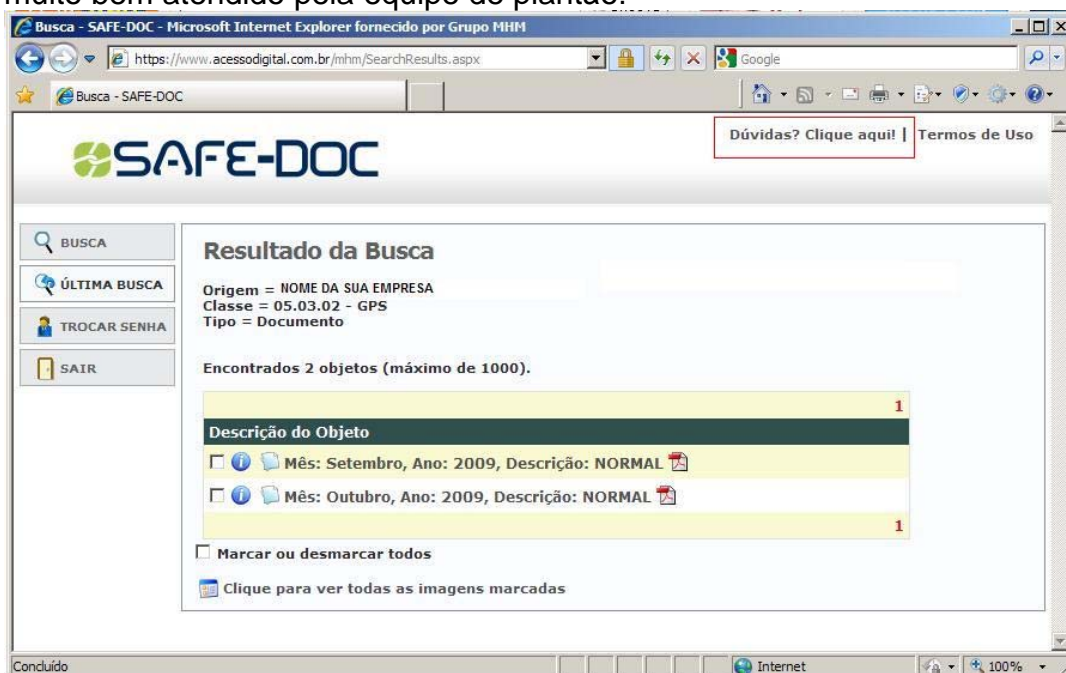 muito bem atendido pela equipe de plantão.
Busca - SAFE-DOC - Microsoft Internet Explorer fornecido por Grupo MHM
https://www.acessodigital.com.br/mhm/SearchResults.aspx
Google
Busca - SAFE-DOC
Dúvidas? Clique aqui! | Termos de Uso
SAFE-DOC
BUSCA
ÚLTIMA BUSCA
TROCAR SENHA
SAIR
Resultado da Busca
Origem = NOME DA SUA EMPRESA
Classe = 05.03.02 - GPS
Tipo = Documento
Encontrados 2 objetos (máximo de 1000).
1
Descrição do Objeto
Mês: Setembro, Ano: 2009, Descrição: NORMAL
Mês: Outubro, Ano: 2009, Descrição: NORMAL
1
Marcar ou desmarcar todos
Clique para ver todas as imagens marcadas
Concluído
Internet
100%